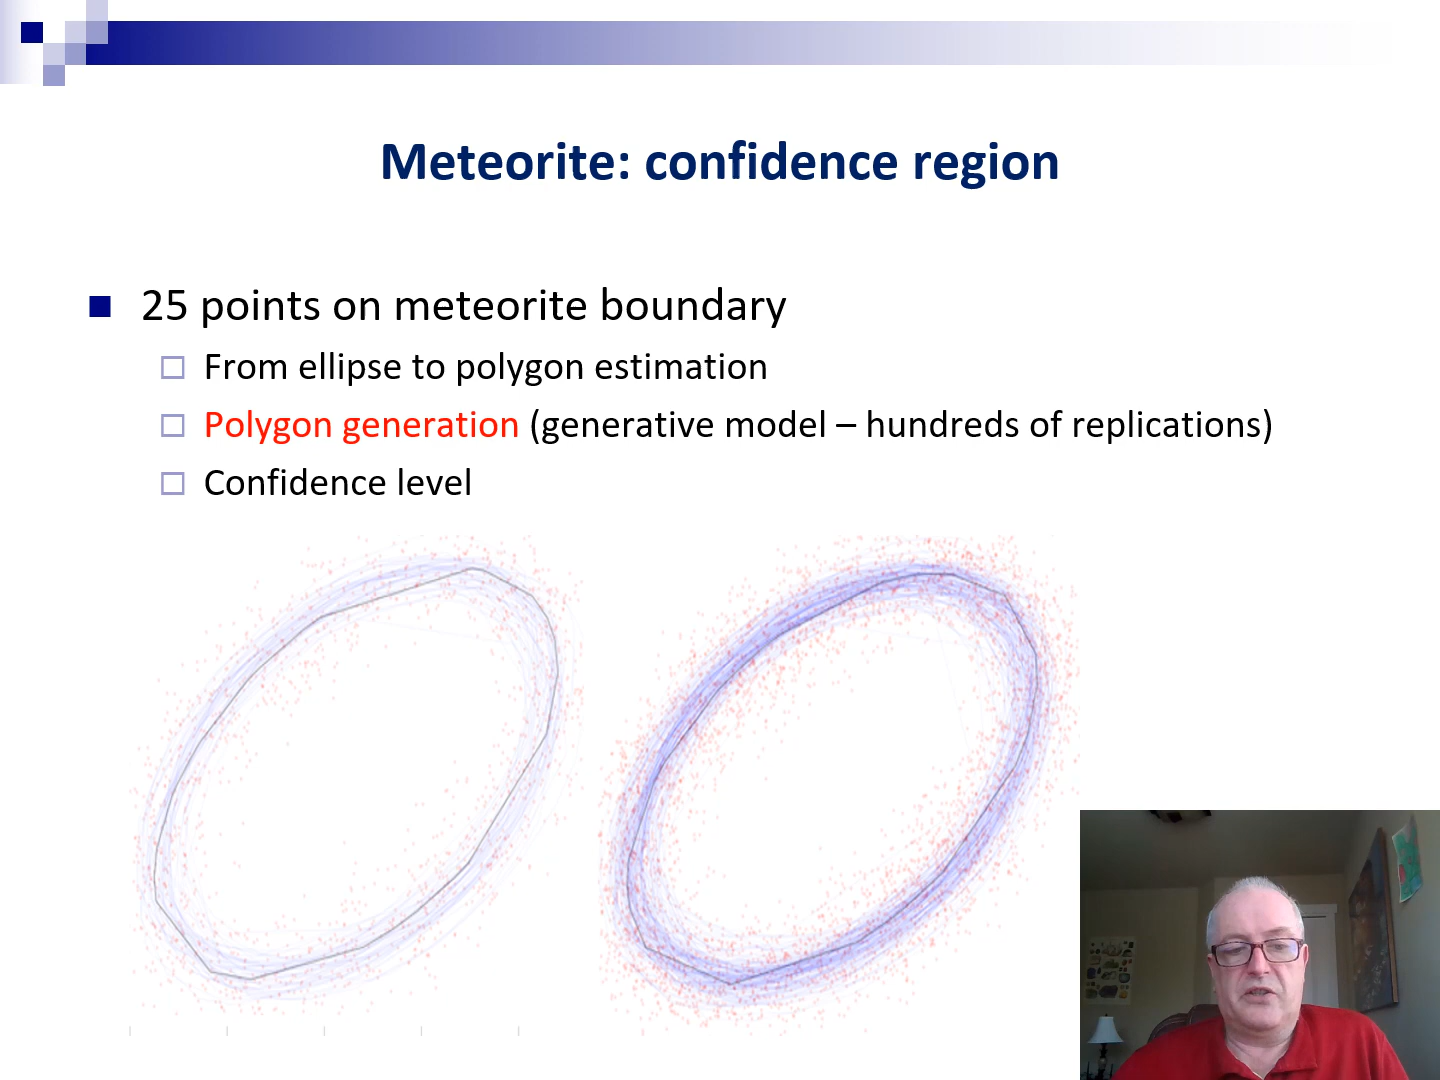 Meteorite: confidence region
25 points on meteorite boundary
From ellipse to polygon estimation
Polygon generation (generative model – hundreds of replications)
Confidence level